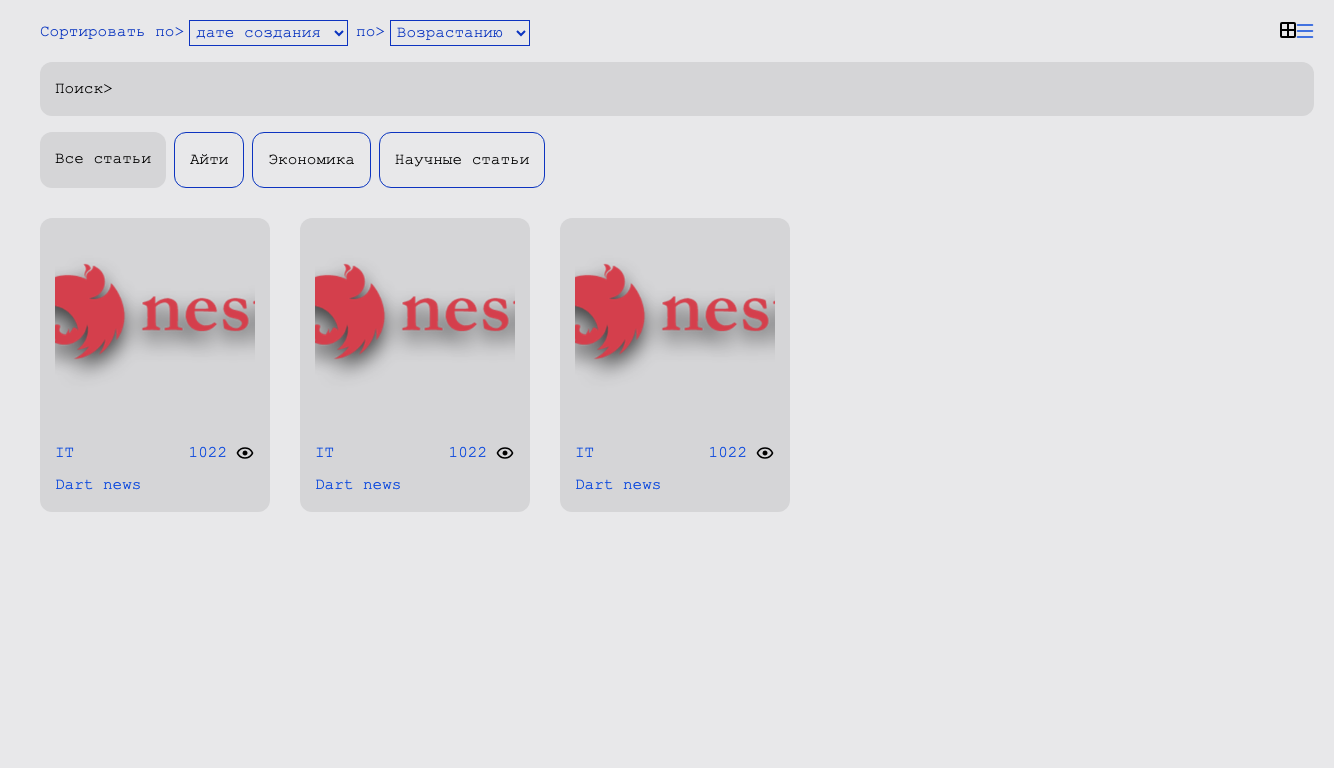 Сортировать по> дате создания по> Возрастанию
Поиск>
Все статьи Айти Экономика Научные статьи
nes nes nes
IT 1022 IT 1022 IT 1022
Dart news Dart news Dart news